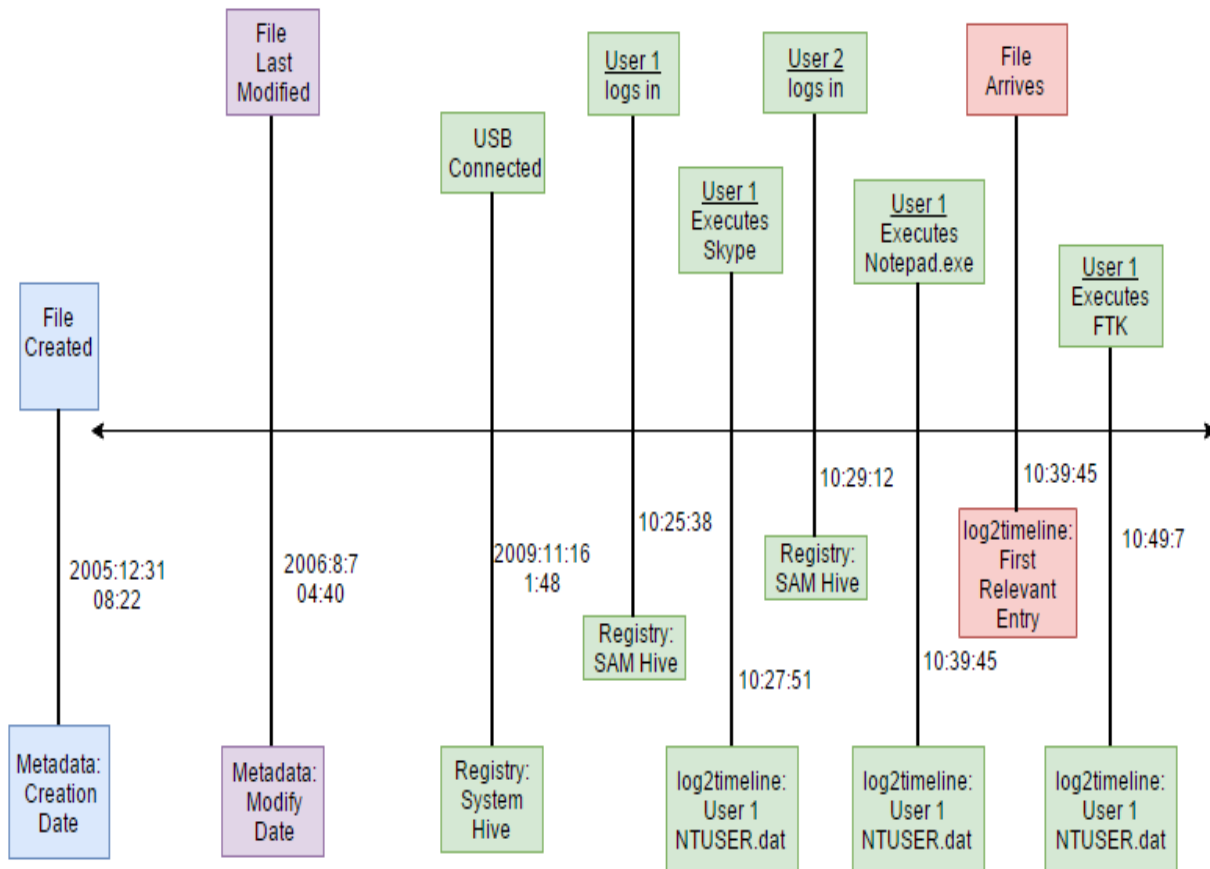 File
Last
Modified
User 1
logs in
User 2
logs in
File
Arrives
USB
Connected
User 1
Executes
Skype
User 1
Executes
Notepad.exe
User 1
Executes
FTK
File
Created
2005:12:31
08:22
2006:8:7
04:40
2009:11:16
1:48
10:25:38
10:27:51
10:29:12
10:39:45
10:39:45
10:49:7
Registry:
SAM Hive
Registry:
SAM Hive
log2timeline:
First
Relevant
Entry
Metadata:
Creation
Date
Metadata:
Modify
Date
Registry:
System
Hive
log2timeline:
User 1
NTUSER.dat
log2timeline:
User 1
NTUSER.dat
log2timeline:
User 1
NTUSER.dat